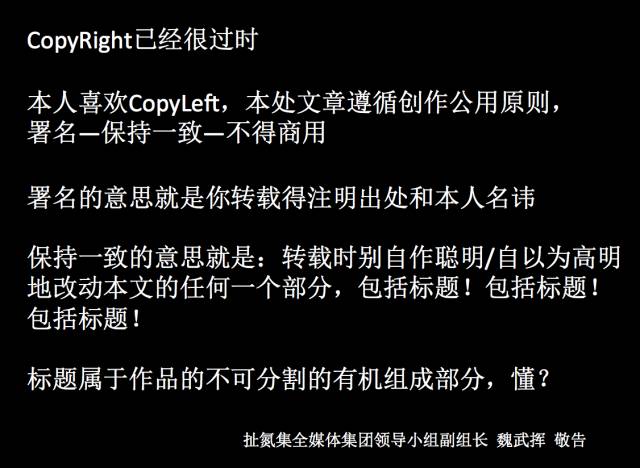 CopyRight已经很过时
本人喜欢CopyLeft，本处文章遵循创作公用原则，
署名—保持一致—不得商用
署名的意思就是你转载得注明出处和本人名讳
保持一致的意思就是：转载时别自作聪明/自以为高明
地改动本文的任何一个部分，包括标题！包括标题！
包括标题！
标题属于作品的不可分割的有机组成部分，懂？
扯氮集全媒体集团领导小组副组长 魏武挥 敬告